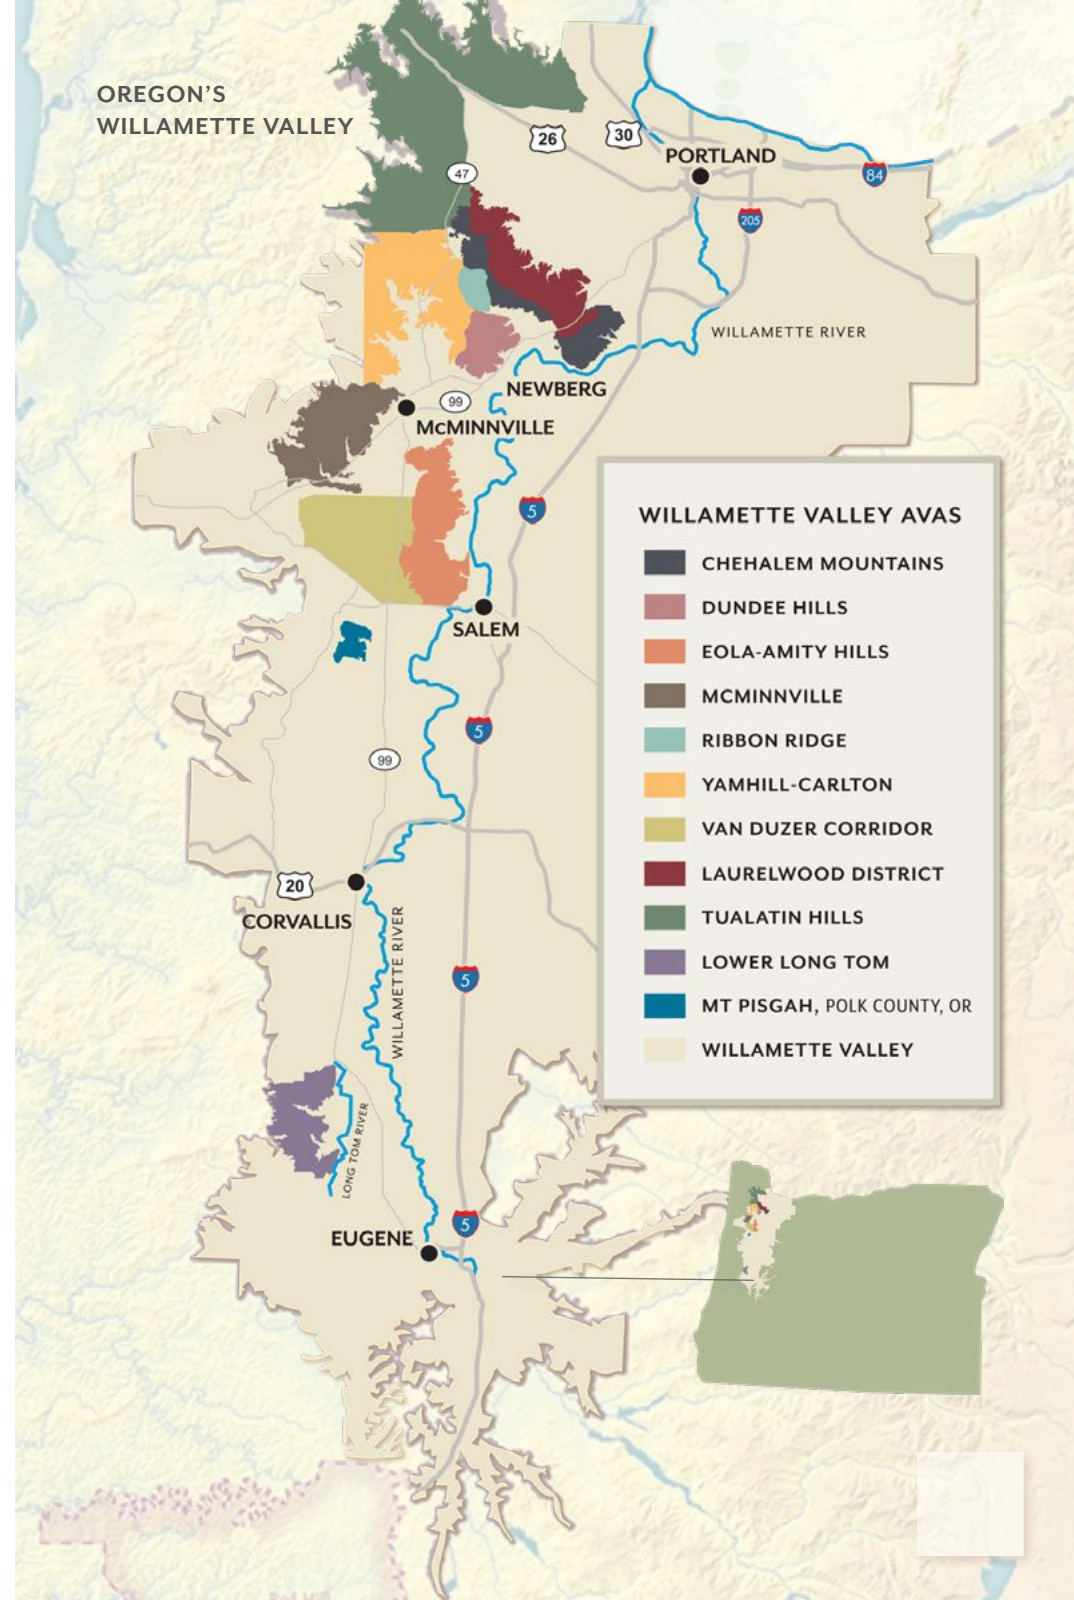 OREGON'S
WILLAMETTE VALLEY
26
30
PORTLAND
84
47
205
WILLAMETTE RIVER
NEWBERG
99
McMINNVILLE
5
WILLAMETTE VALLEY AVAS
CHEHALEM MOUNTAINS
DUNDEE HILLS
EOLA-AMITY HILLS
MCMINNVILLE
RIBBON RIDGE
YAMHILL-CARLTON
VAN DUZER CORRIDOR
LAURELWOOD DISTRICT
TUALATIN HILLS
LOWER LONG TOM
MT PISGAH, POLK COUNTY, OR
WILLAMETTE VALLEY
SALEM
5
99
20
CORVALLIS
WILLAMETTE RIVER
5
LONG TOM RIVER
5
EUGENE